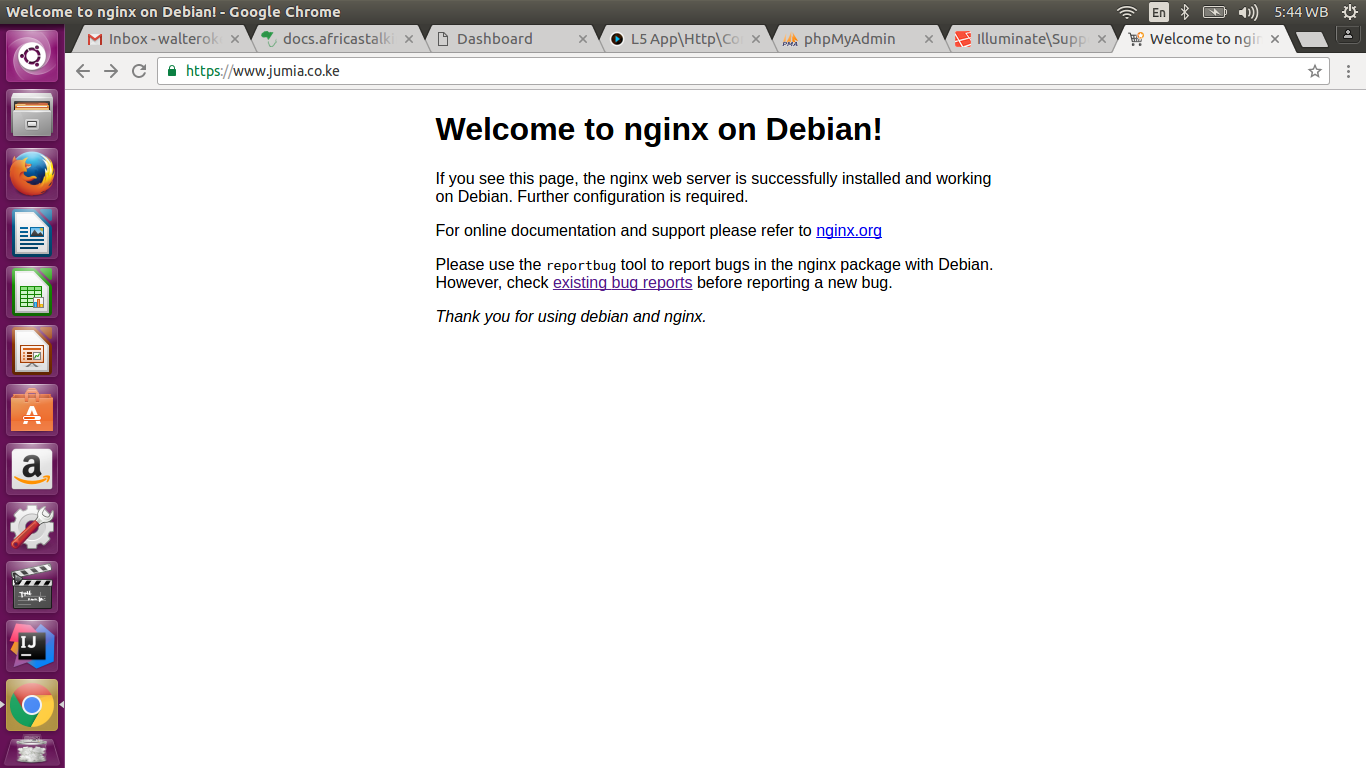 Welcome to nginx on Debian! - Google Chrome
En
5:44 WB
Inbox - walterok
docs.africastalki
Dashboard
L5 App\Http\Co
phpMyAdmin
Illuminate\Supp
Welcome to ngi
PMA
https://www.jumia.co.ke
Welcome to nginx on Debian!
If you see this page, the nginx web server is successfully installed and working
on Debian. Further configuration is required.
For online documentation and support please refer to nginx.org
Please use the reportbug tool to report bugs in the nginx package with Debian.
However, check existing bug reports before reporting a new bug.
Thank you for using debian and nginx.
A
a
IJ